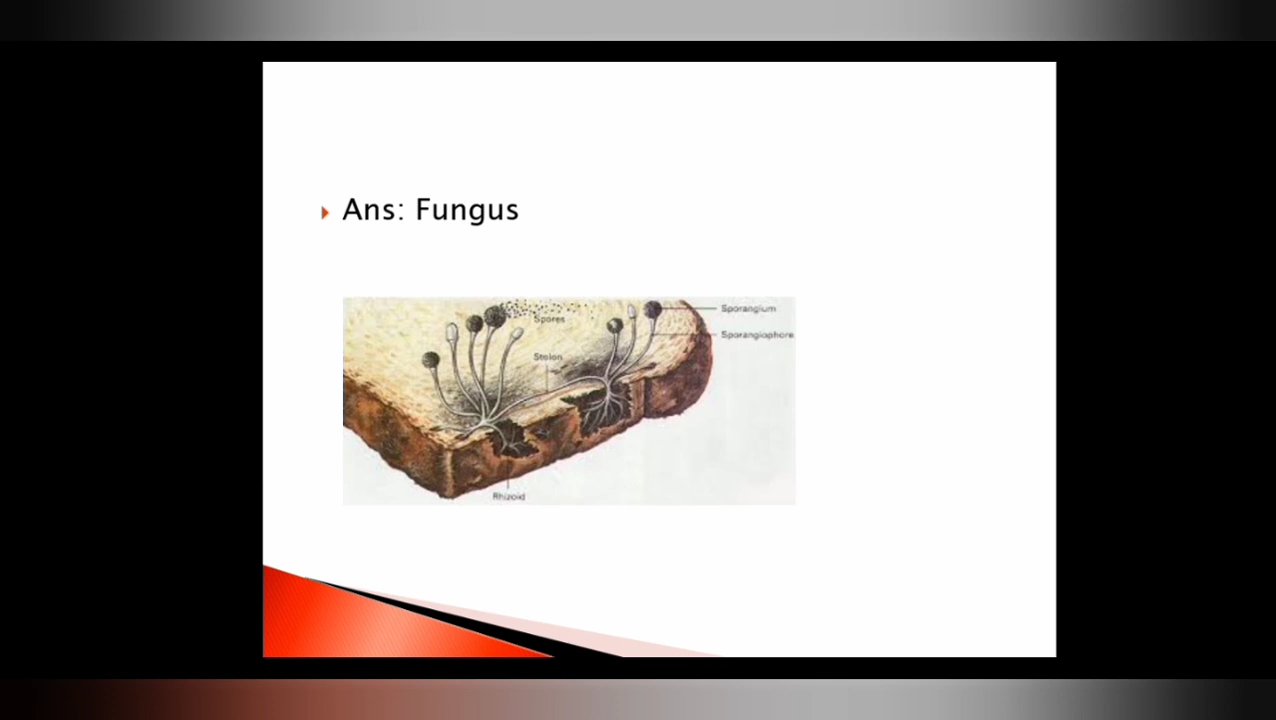 Ans: Fungus
Sporangium
Spores
Sporangiophore
Stolon
Rhizoid